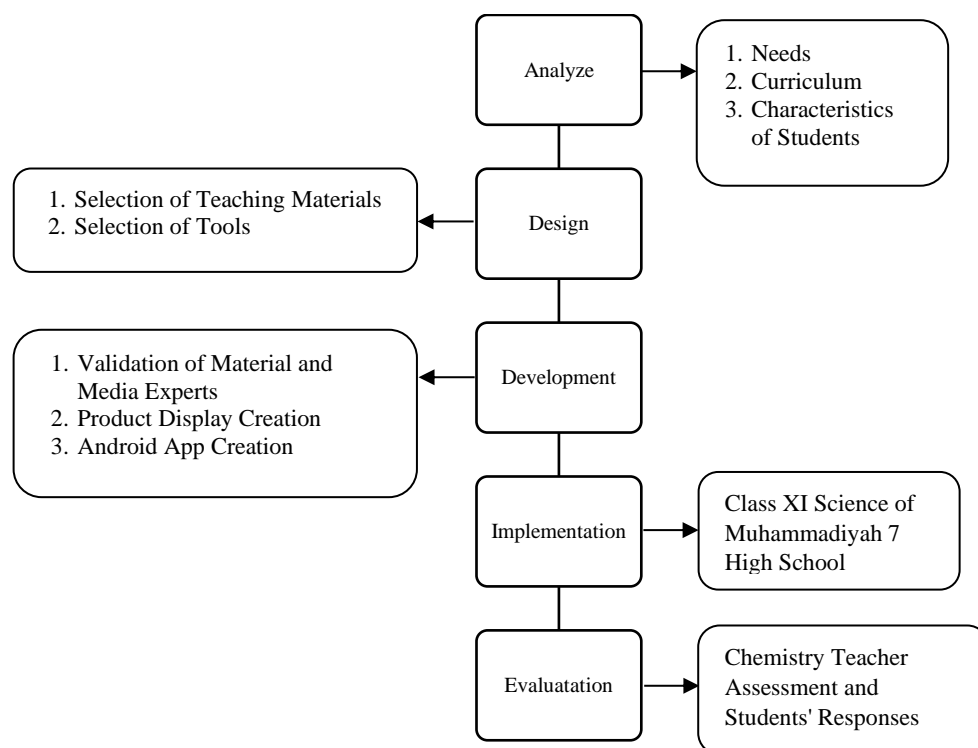 Analyze
1. Needs
2. Curriculum
3. Characteristics
of Students
1. Selection of Teaching Materials
2. Selection of Tools
Design
1. Validation of Material and
Media Experts
2. Product Display Creation
3. Android App Creation
Development
Implementation
Class XI Science of
Muhammadiyah 7
High School
Evaluatation
Chemistry Teacher
Assessment and
Students' Responses